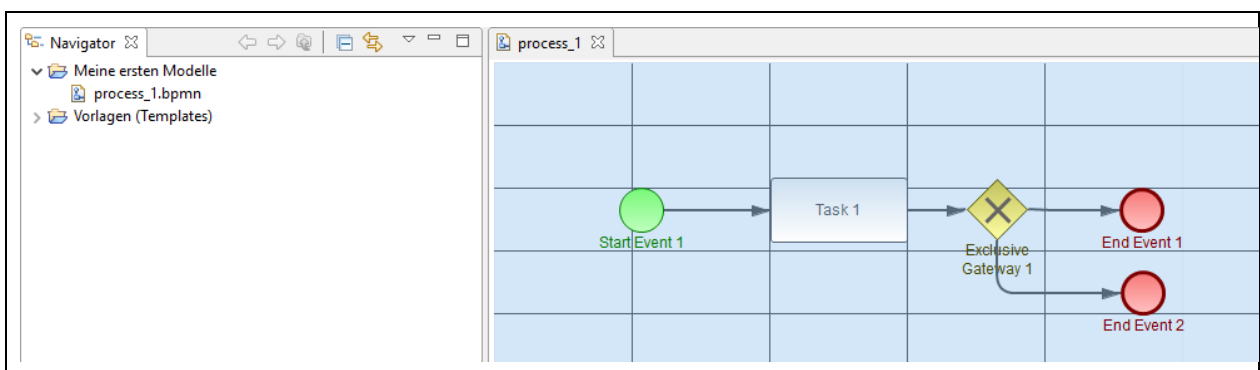 Navigator
Meine ersten Modelle
process_1.bpmn
Vorlagen (Templates)
process_1
Start Event 1
Task 1
Exclusive
Gateway 1
End Event 1
End Event 2